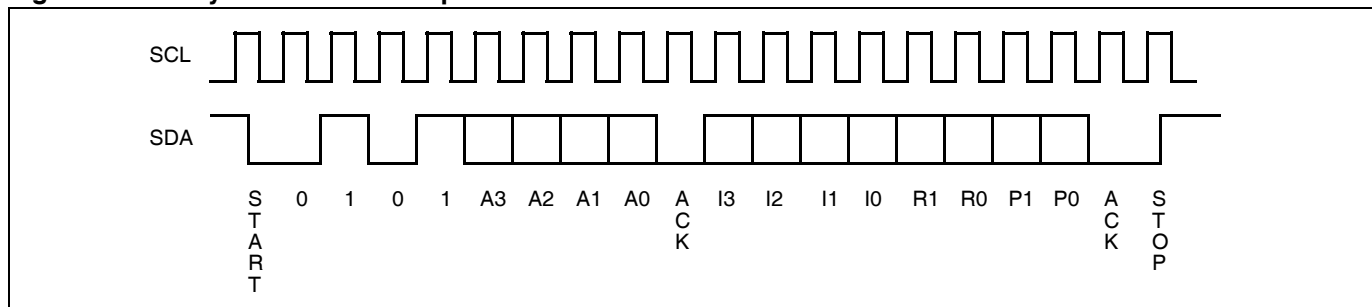 SCL
SDA
START 0 1 0 1 A3 A2 A1 A0 ACK I3 I2 I1 I0 R1 R0 P1 P0 ACK STOP